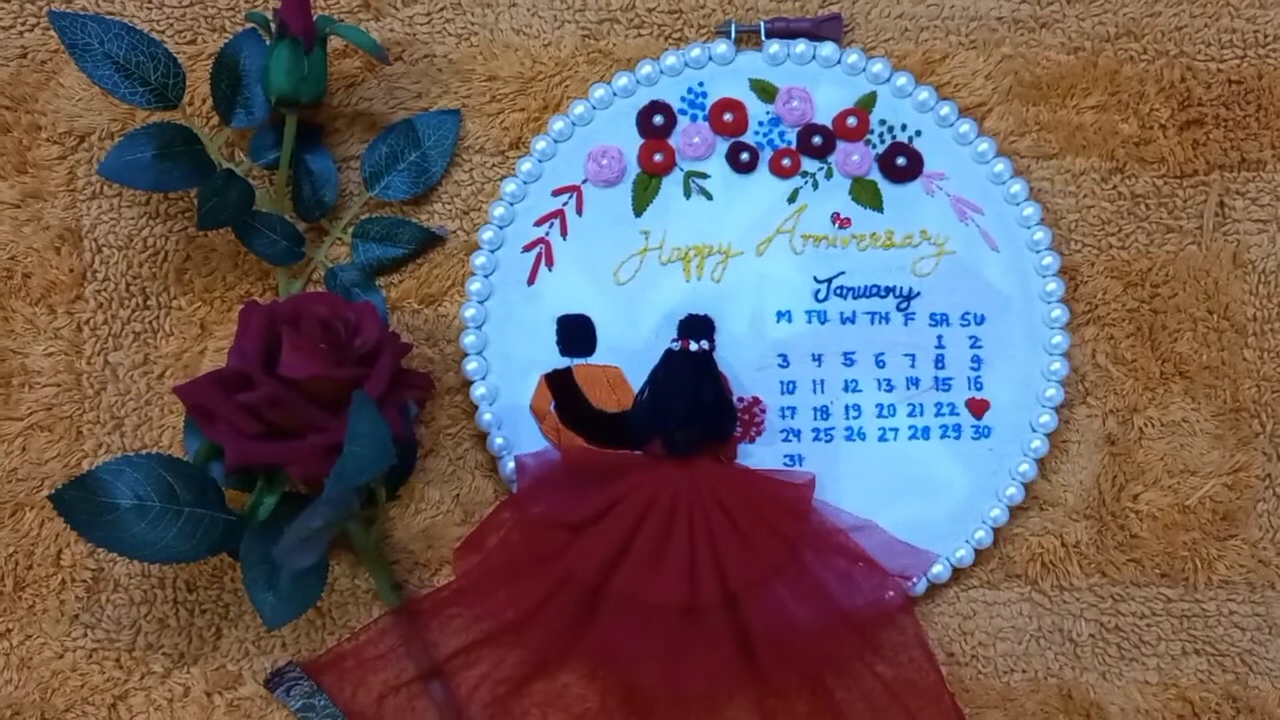 Happy Anniversary
January
M TU W TH F SA SU
1 2
3 4 5 6 7 8 9
10 11 12 13 14 15 16
17 18 19 20 21 22
24 25 26 27 28 29 30
31